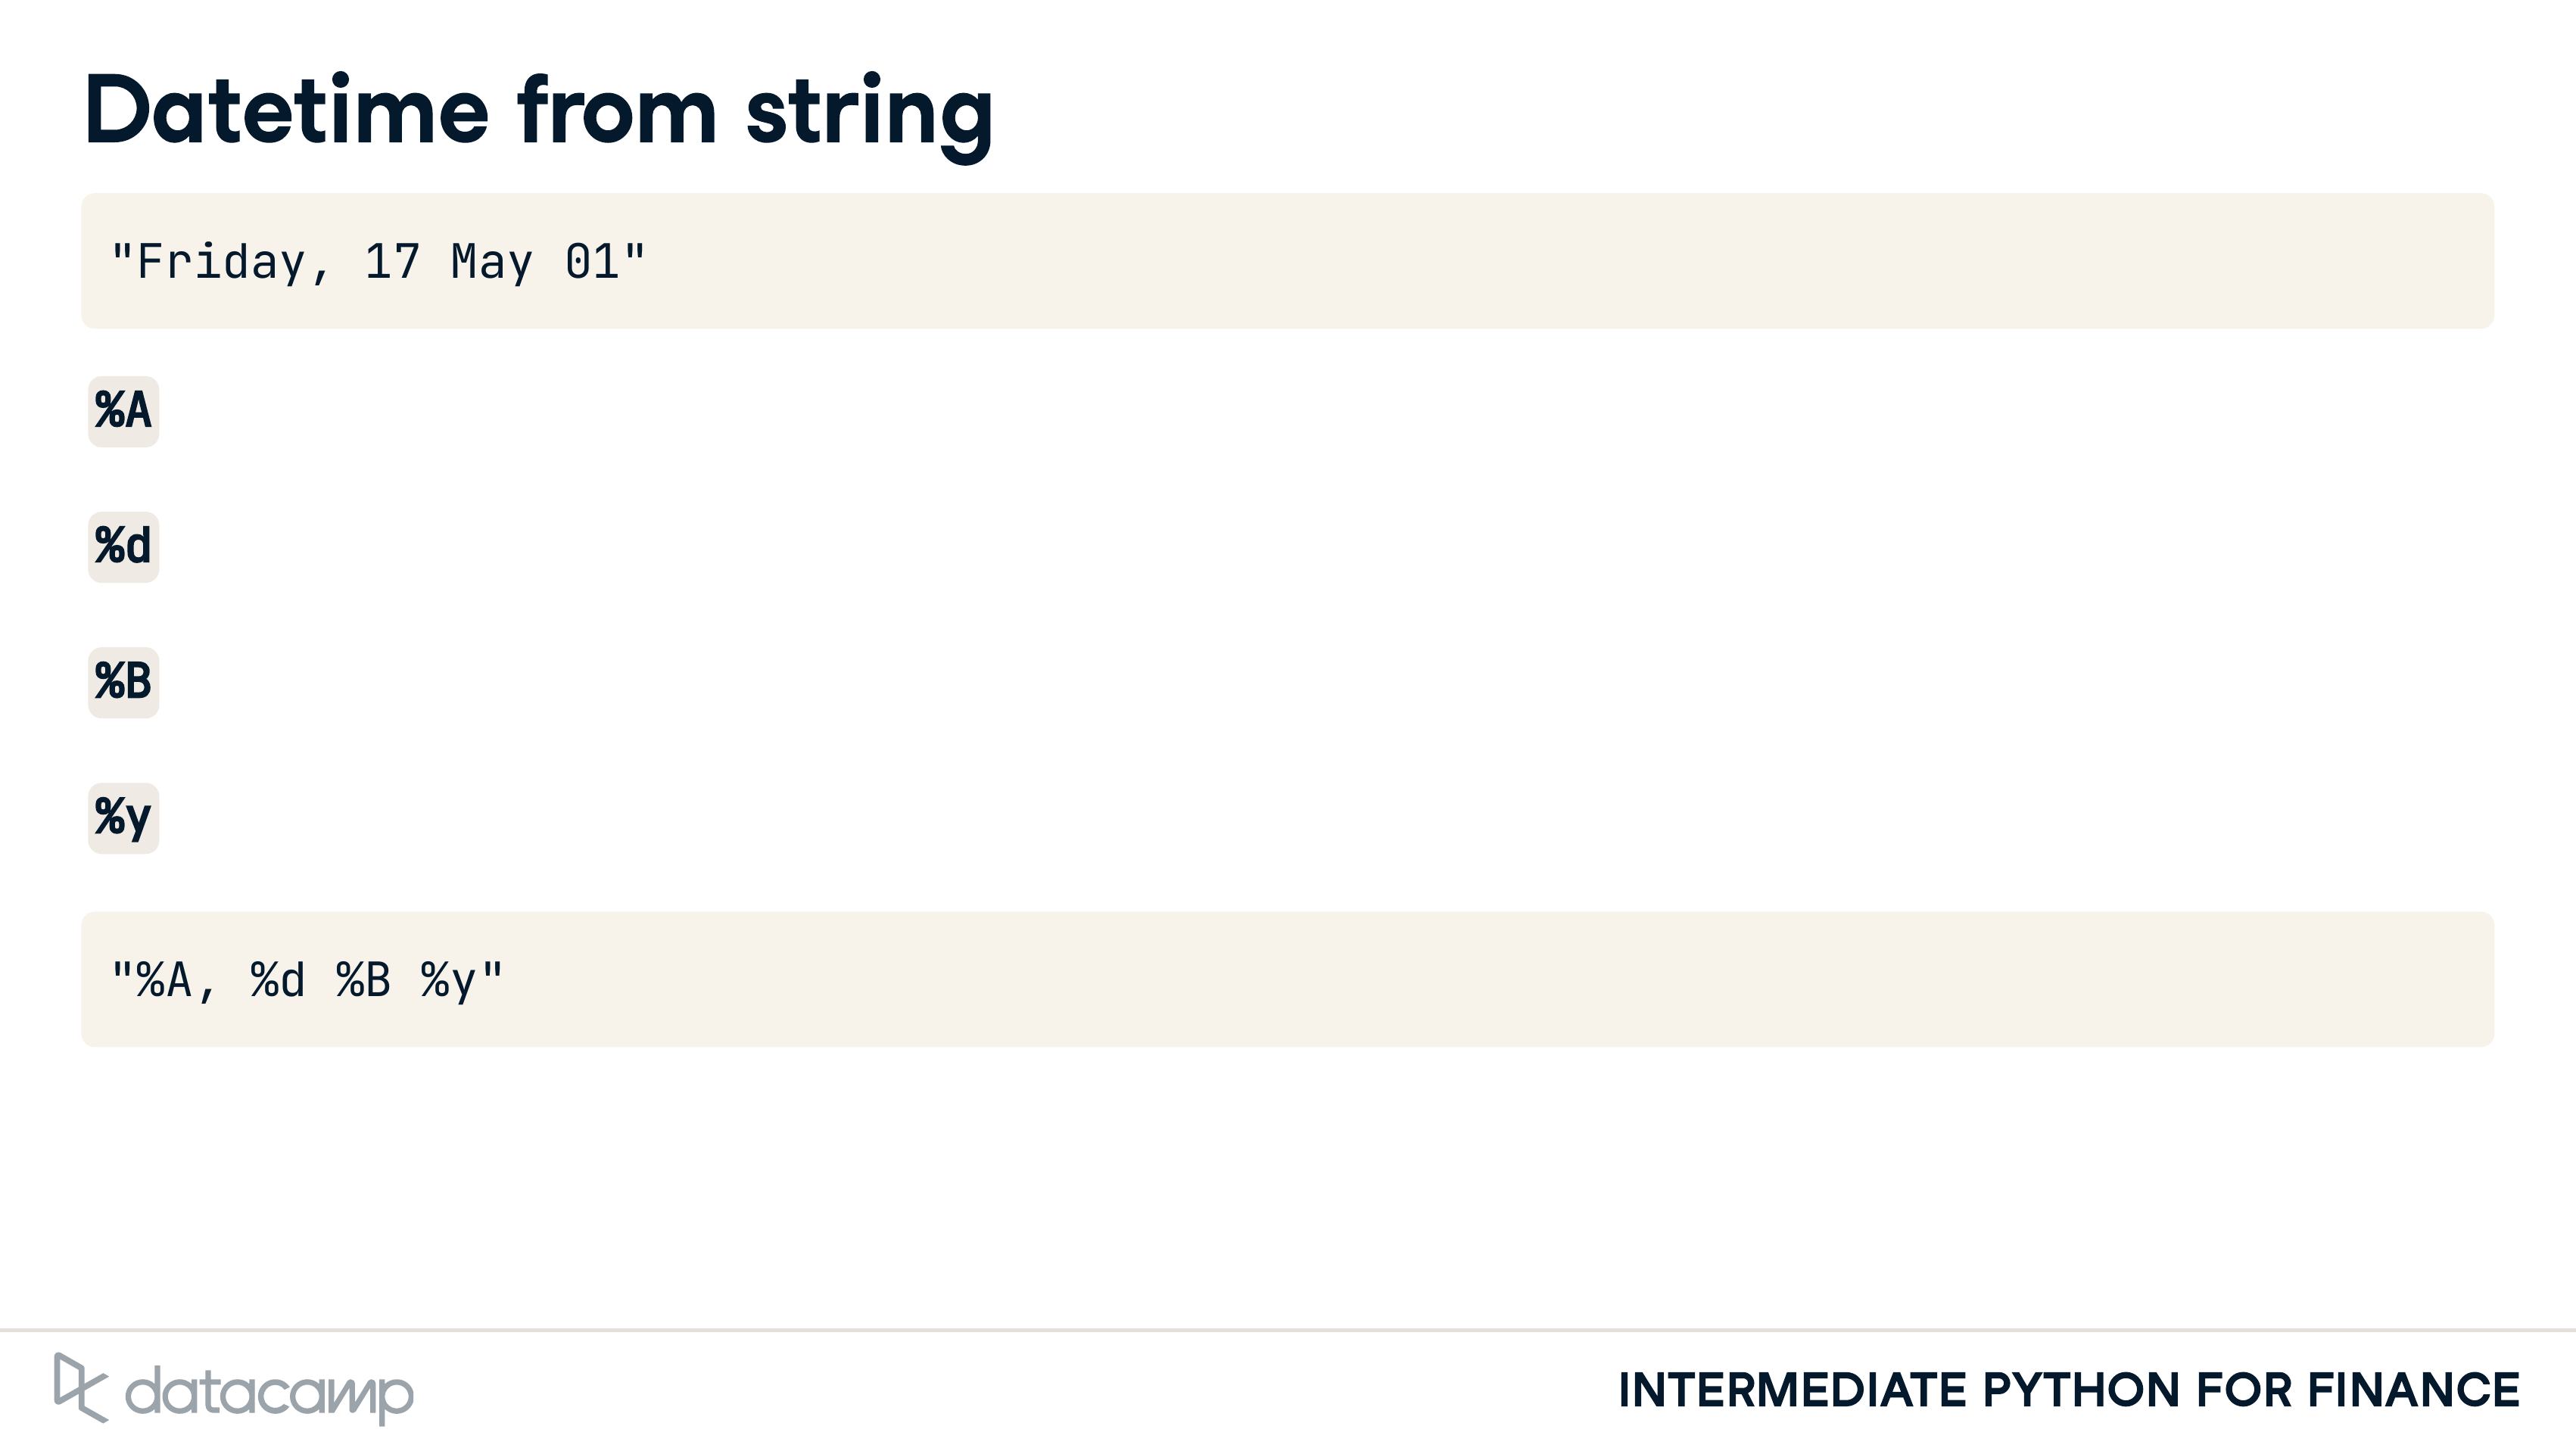 Datetime from string
"Friday, 17 May 01"
%A
%d
%B
%y
"%A, %d %B %y"
datacamp
INTERMEDIATE PYTHON FOR FINANCE